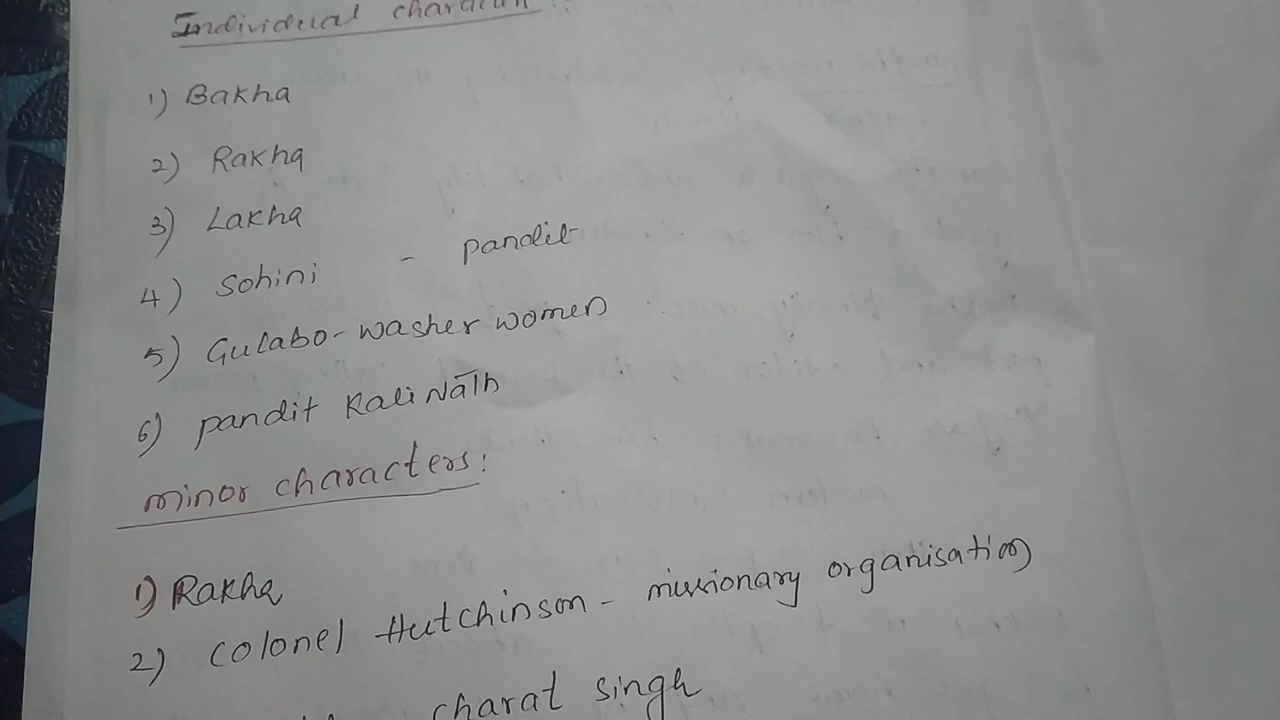 Individual
1) Bakha
2) Rakha
3) Lakha
4) Sohini - pandit
5) Gulabo - washer women
6) pandit Kali Nāth
minor characters:
1) Rakha
2) Colonel Hutchinson - missionary organisation
charat singh